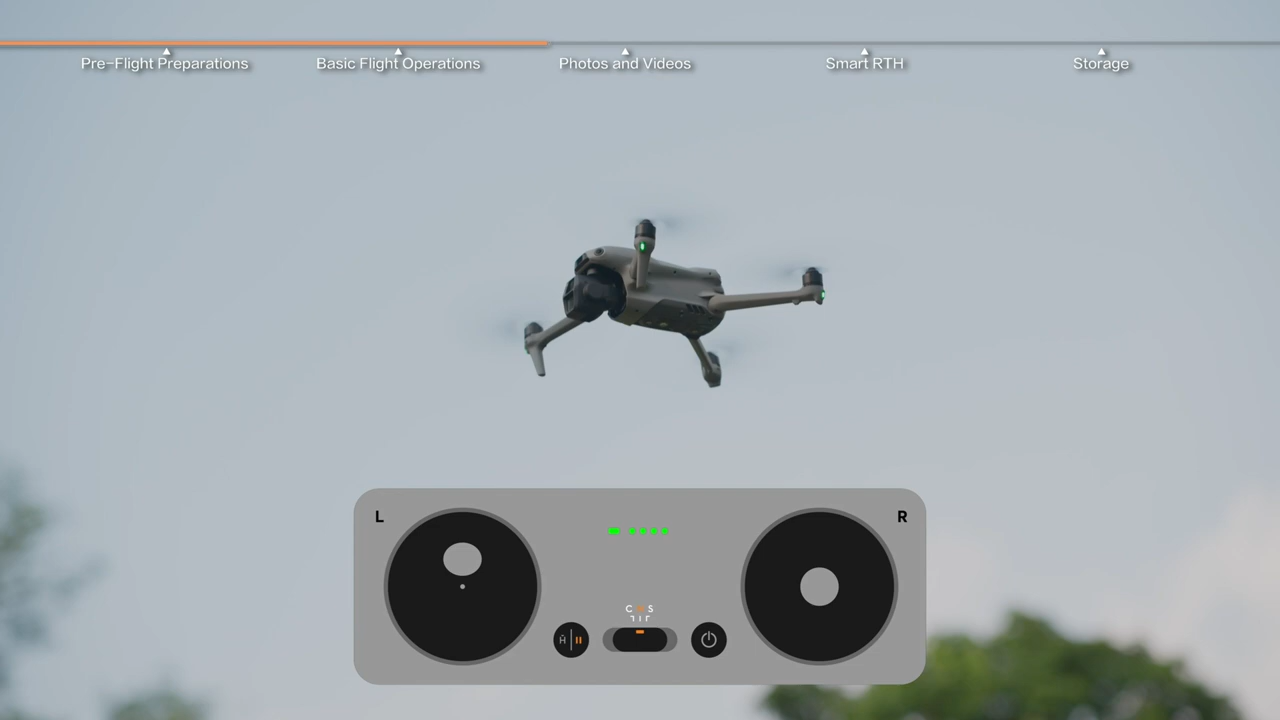 Pre-Flight Preparations
Basic Flight Operations
Photos and Videos
Smart RTH
Storage
L
R
C N S